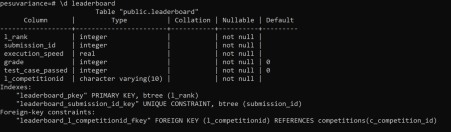 pesuvariance=# \d leaderboard
Table "public.leaderboard"
Column | Type | Collation | Nullable | Default
-----------------+-----------------------+-----------+----------+---------
l_rank | integer | | not null |
submission_id | integer | | not null |
execution_speed | real | | not null |
grade | integer | | not null | 0
test_case_passed | integer | | not null | 0
l_competitionid | character varying(10) | | not null |
Indexes:
"leaderboard_pkey" PRIMARY KEY, btree (l_rank)
"leaderboard_submission_id_key" UNIQUE CONSTRAINT, btree (submission_id)
Foreign-key constraints:
"leaderboard_l_competitionid_fkey" FOREIGN KEY (l_competitionid) REFERENCES competitions(c_competition_id)